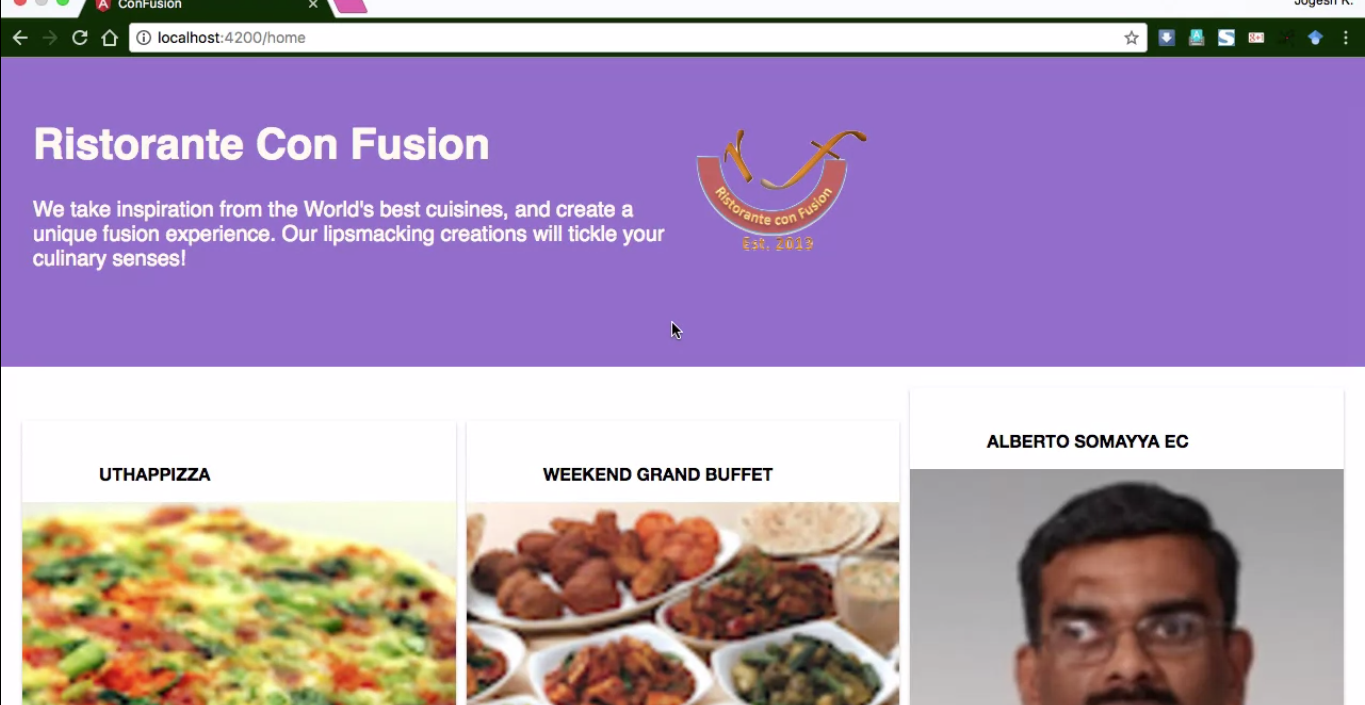 ConFusion
Jogesh K.
localhost:4200/home
Ristorante Con Fusion
We take inspiration from the World's best cuisines, and create a
unique fusion experience. Our lipsmacking creations will tickle your
culinary senses!
Ristorante con Fusion
Est. 2013
UTHAPPIZZA
WEEKEND GRAND BUFFET
ALBERTO SOMAYYA EC